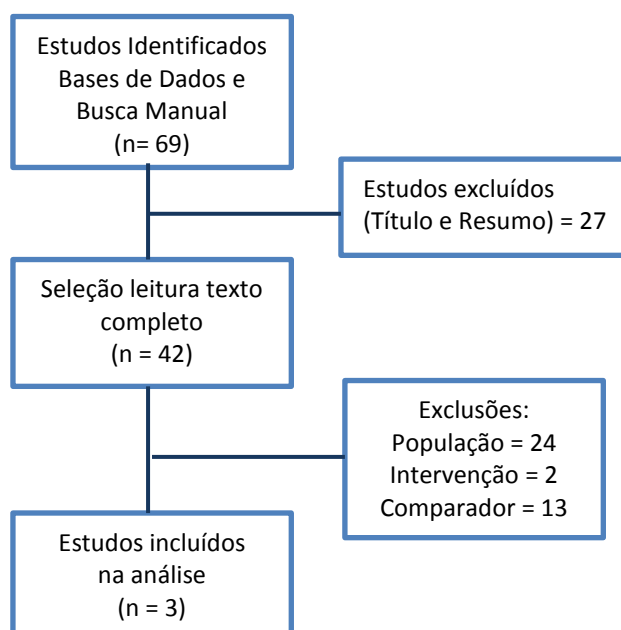 Estudos Identificados
Bases de Dados e
Busca Manual
(n= 69)
Estudos excluídos
(Título e Resumo) = 27
Seleção leitura texto
completo
(n = 42)
Exclusões:
População = 24
Intervenção = 2
Comparador = 13
Estudos incluídos
na análise
(n = 3)